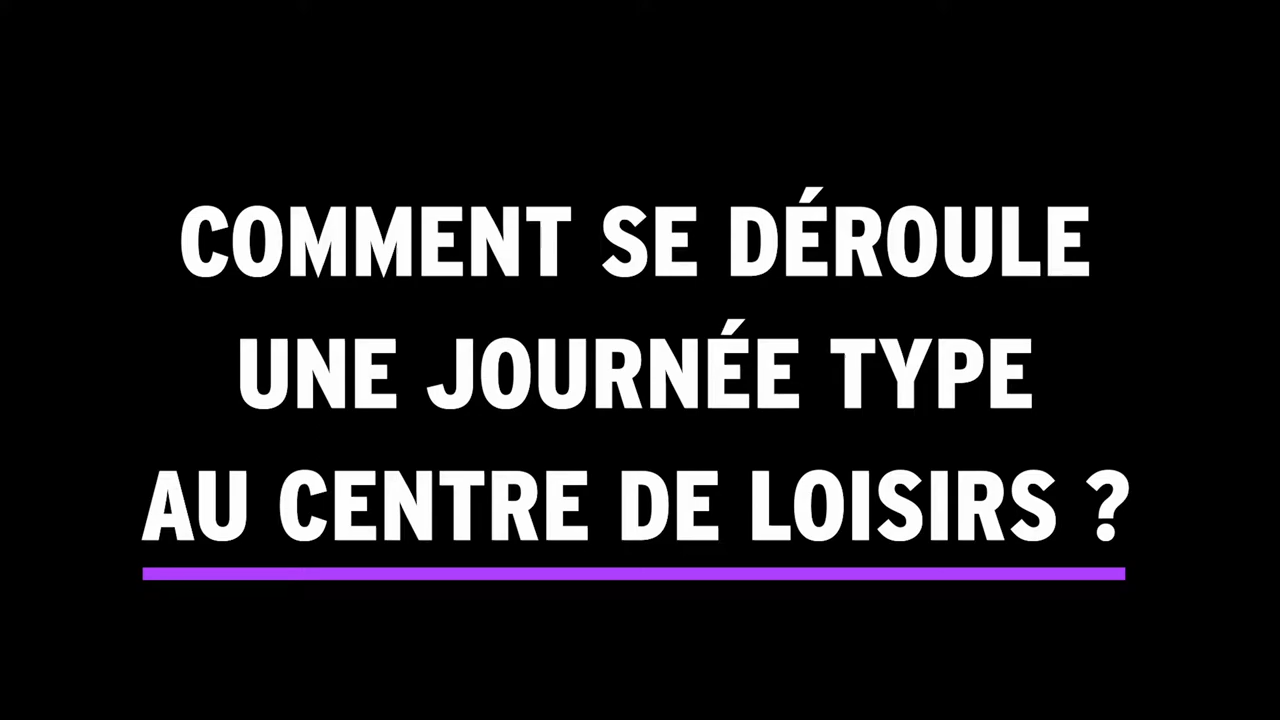 COMMENT SE DÉROULE
UNE JOURNÉE TYPE
AU CENTRE DE LOISIRS ?